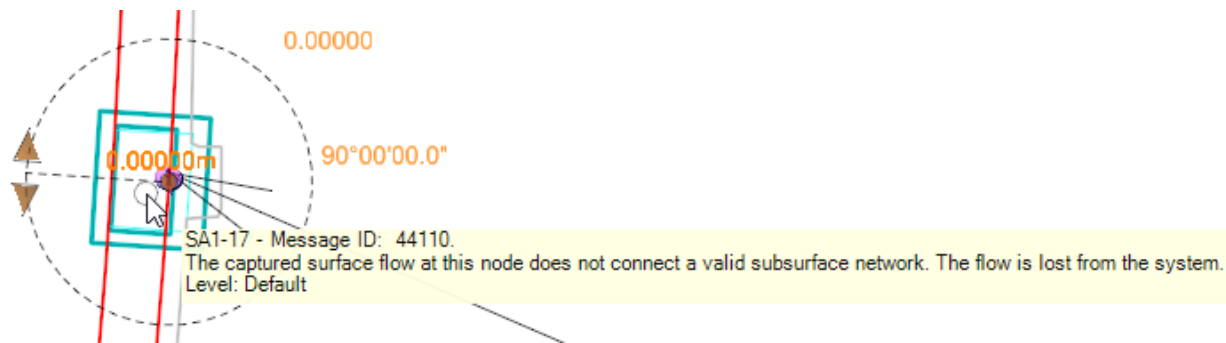 0.00000
0.00000m
90°00'00.0"
SA1-17 - Message ID:  44110.
The captured surface flow at this node does not connect a valid subsurface network. The flow is lost from the system.
Level: Default